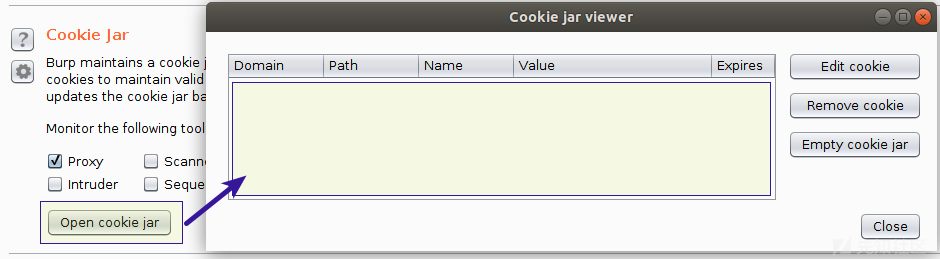 Cookie Jar
Burp maintains a cookie j
cookies to maintain valid
updates the cookie jar ba
Monitor the following tool
Proxy
Scanne
Intruder
Seque
Open cookie jar
Cookie jar viewer
Domain Path Name Value Expires
Edit cookie
Remove cookie
Empty cookie jar
Close